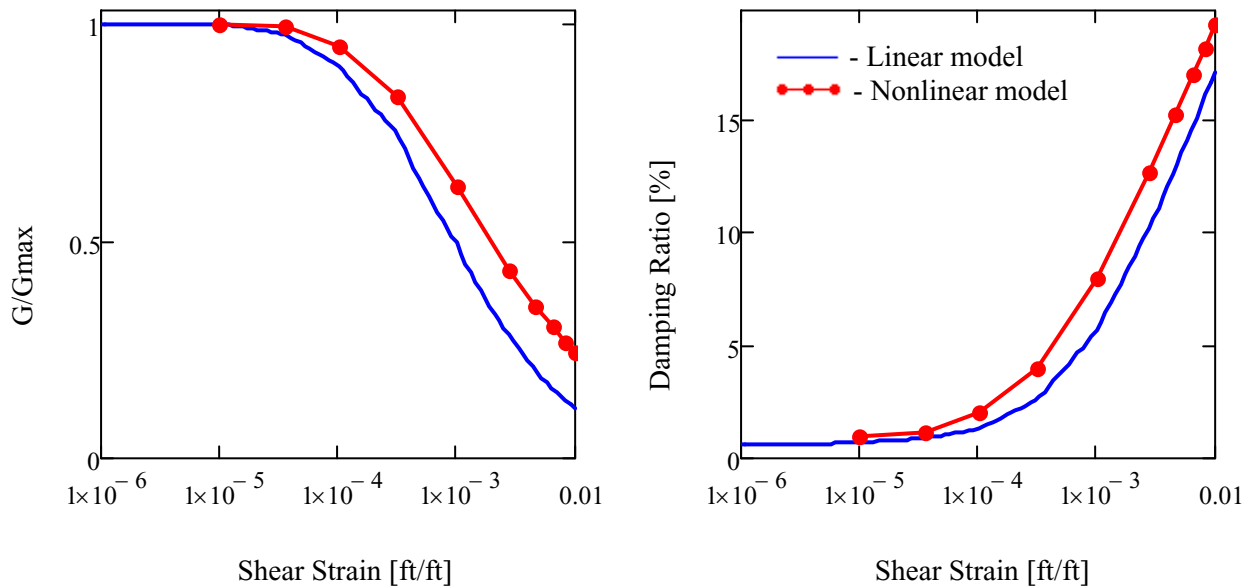 1
0.5
0
1×10⁻⁶
1×10⁻⁵
1×10⁻⁴
1×10⁻³
0.01
G/Gmax
Shear Strain [ft/ft]
- Linear model
- Nonlinear model
15
10
5
0
1×10⁻⁶
1×10⁻⁵
1×10⁻⁴
1×10⁻³
0.01
Damping Ratio [%]
Shear Strain [ft/ft]